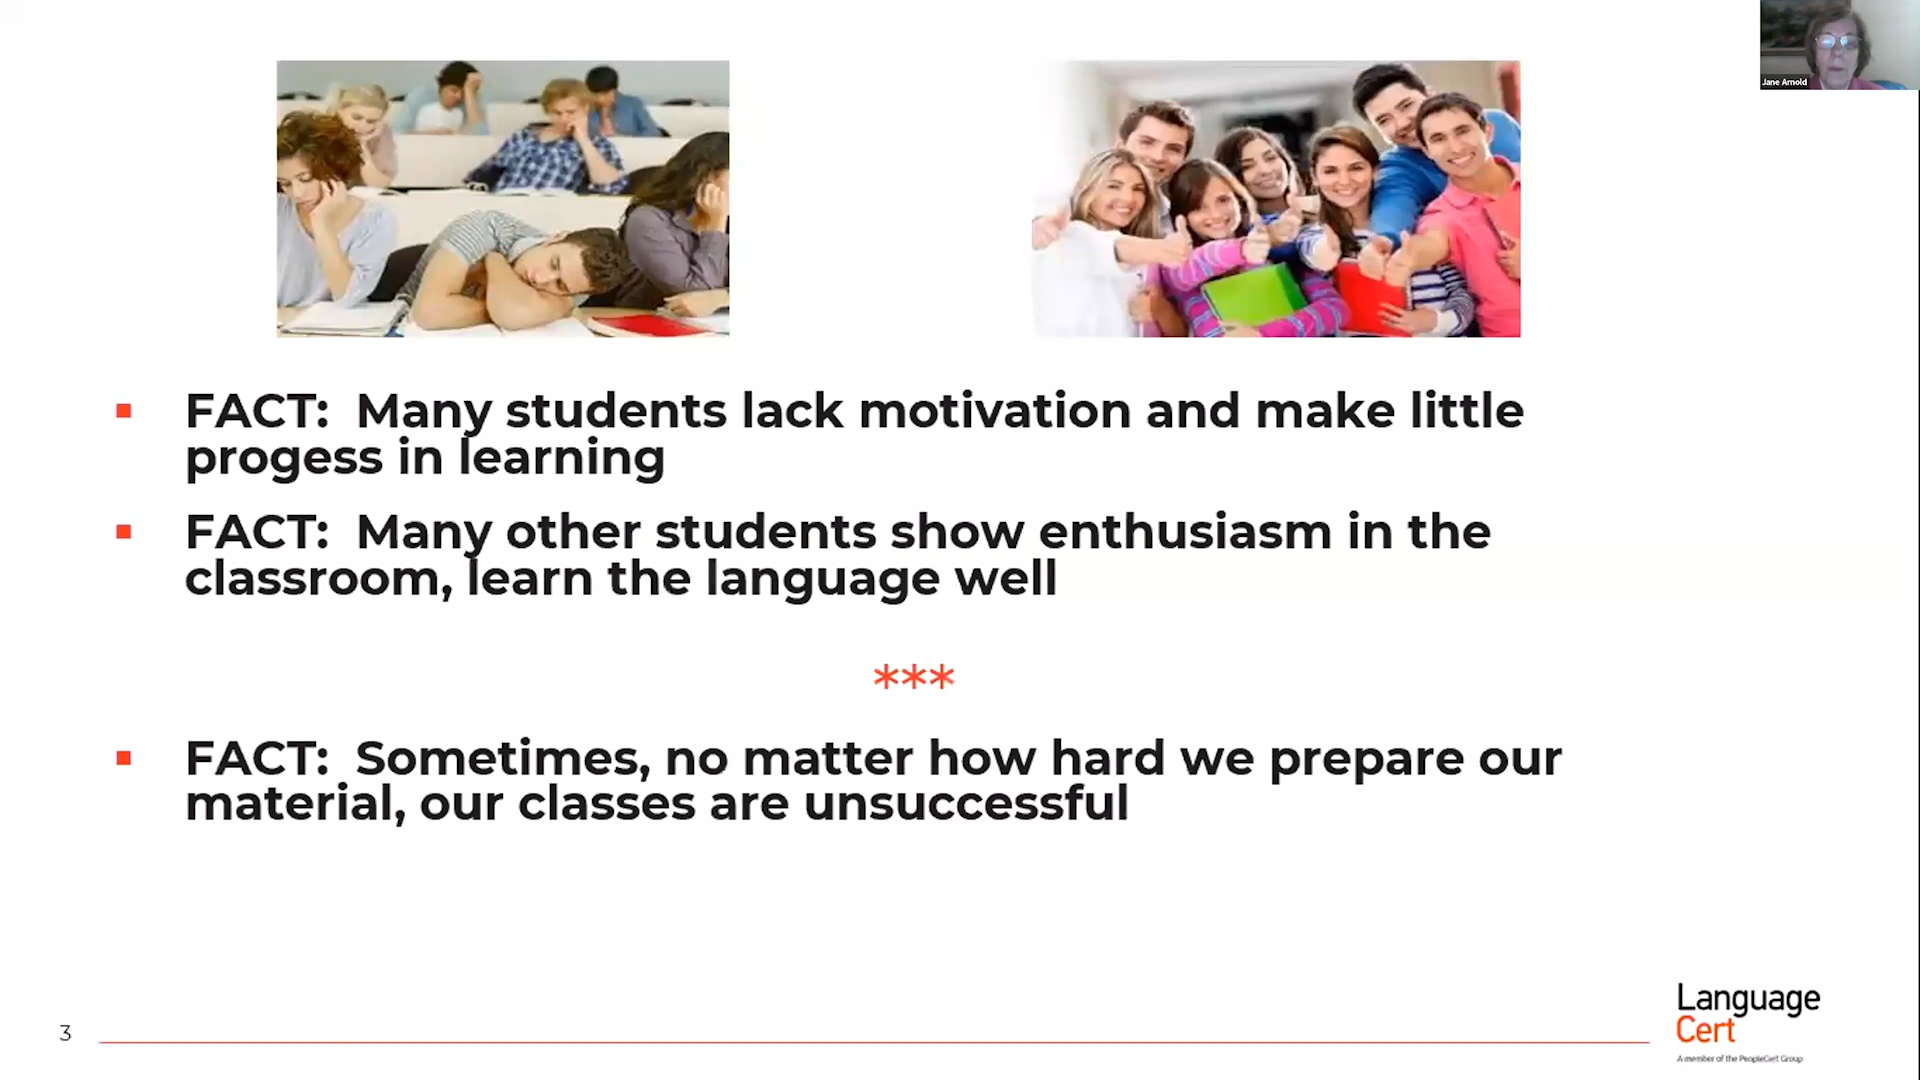 Jane Arnold
FACT: Many students lack motivation and make little
progess in learning
FACT: Many other students show enthusiasm in the
classroom, learn the language well
***
FACT: Sometimes, no matter how hard we prepare our
material, our classes are unsuccessful
3
Language
Cert
A member of the PeopleCert Group